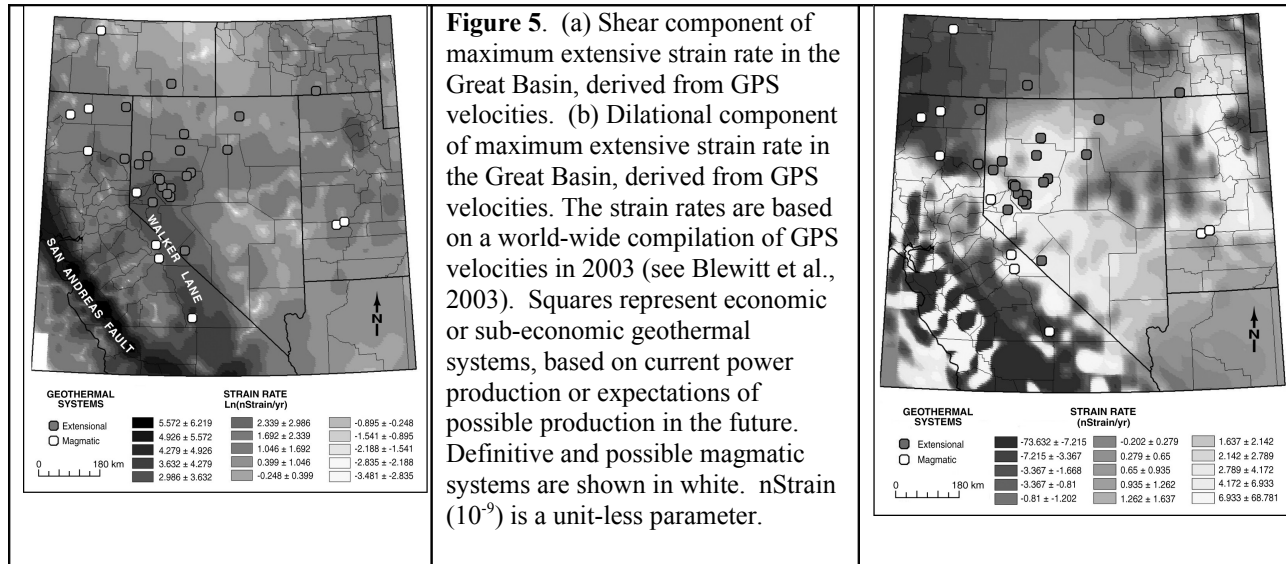 SAN ANDREAS FAULT
WALKER LANE
N
GEOTHERMAL
SYSTEMS
Extensional
Magmatic
0 180 km
STRAIN RATE
Ln(nStrain/yr)
5.572 ± 6.219
4.926 ± 5.572
4.279 ± 4.926
3.632 ± 4.279
2.986 ± 3.632
2.339 ± 2.986
1.692 ± 2.339
1.046 ± 1.692
0.399 ± 1.046
-0.248 ± 0.399
-0.895 ± -0.248
-1.541 ± -0.895
-2.188 ± -1.541
-2.835 ± -2.188
-3.481 ± -2.835
Figure 5. (a) Shear component of
maximum extensive strain rate in the
Great Basin, derived from GPS
velocities. (b) Dilational component
of maximum extensive strain rate in
the Great Basin, derived from GPS
velocities. The strain rates are based
on a world-wide compilation of GPS
velocities in 2003 (see Blewitt et al.,
2003). Squares represent economic
or sub-economic geothermal
systems, based on current power
production or expectations of
possible production in the future.
Definitive and possible magmatic
systems are shown in white. nStrain
(10⁻⁹) is a unit-less parameter.
N
GEOTHERMAL
SYSTEMS
Extensional
Magmatic
0 180 km
STRAIN RATE
(nStrain/yr)
-73.632 ± -7.215
-7.215 ± -3.367
-3.367 ± -1.668
-3.367 ± -0.81
-0.81 ± -1.202
-0.202 ± 0.279
0.279 ± 0.65
0.65 ± 0.935
0.935 ± 1.262
1.262 ± 1.637
1.637 ± 2.142
2.142 ± 2.789
2.789 ± 4.172
4.172 ± 6.933
6.933 ± 68.781